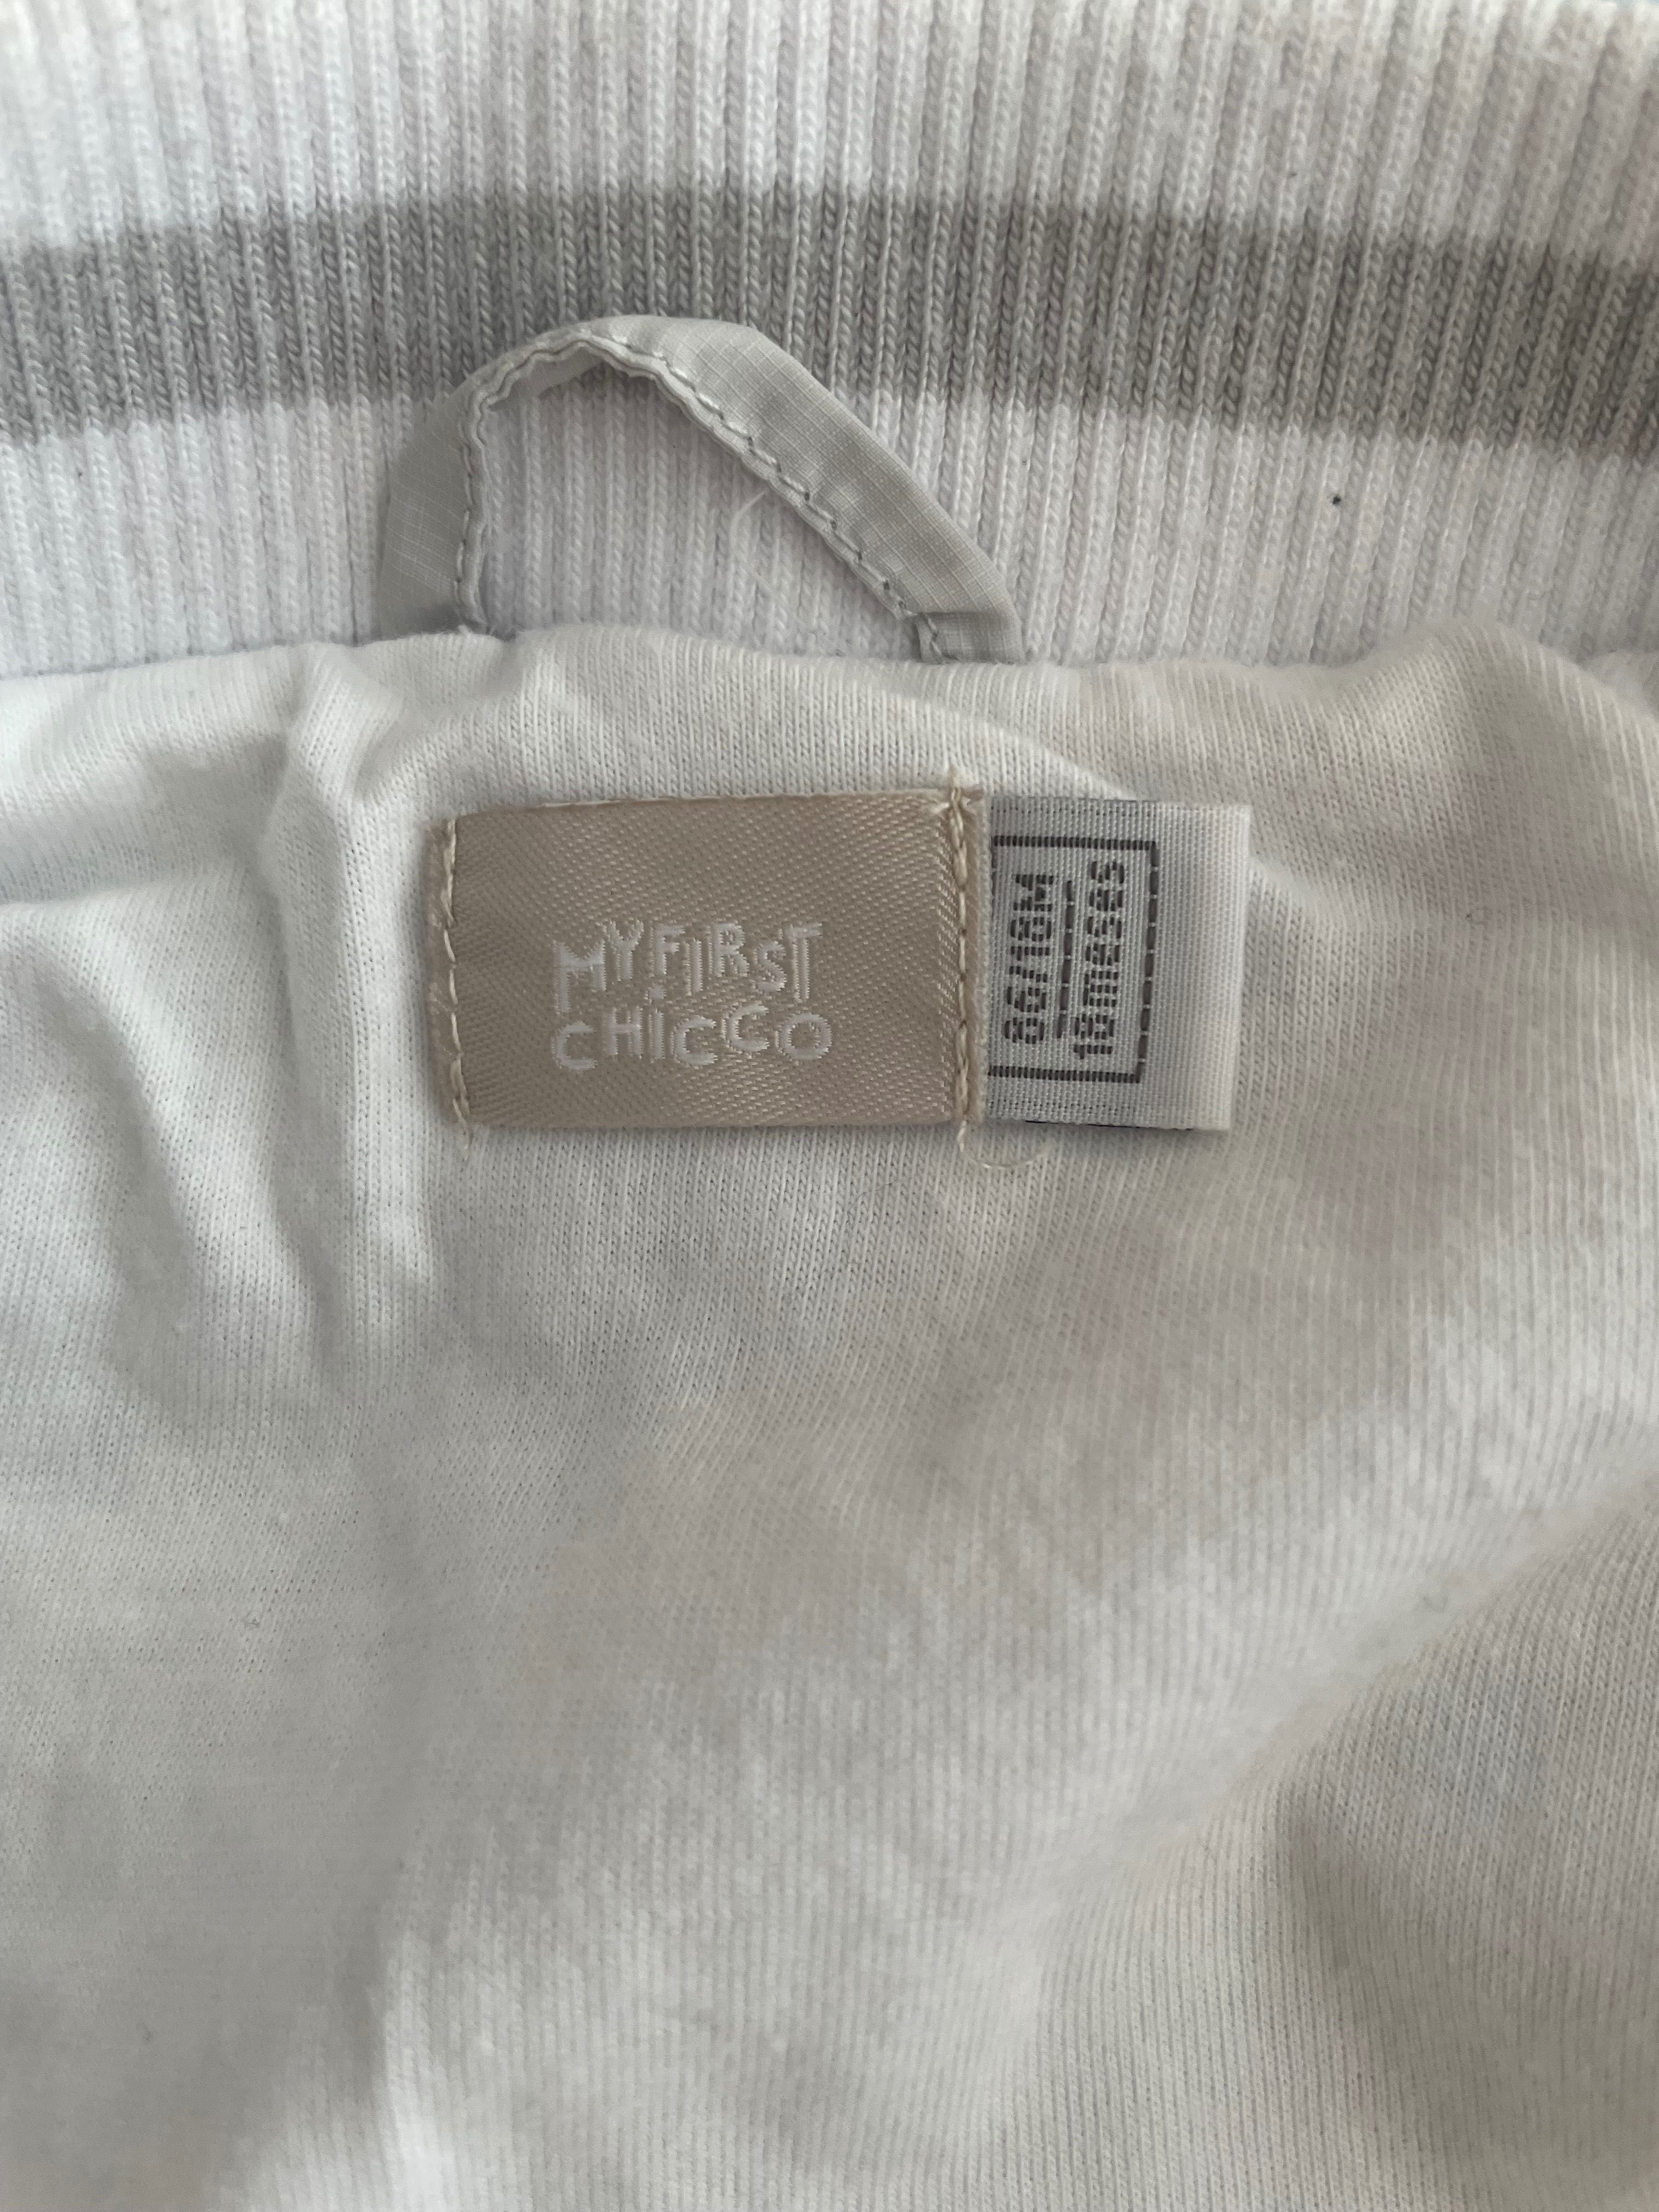 MY FIRST
CHICCO
86/18M
18meses